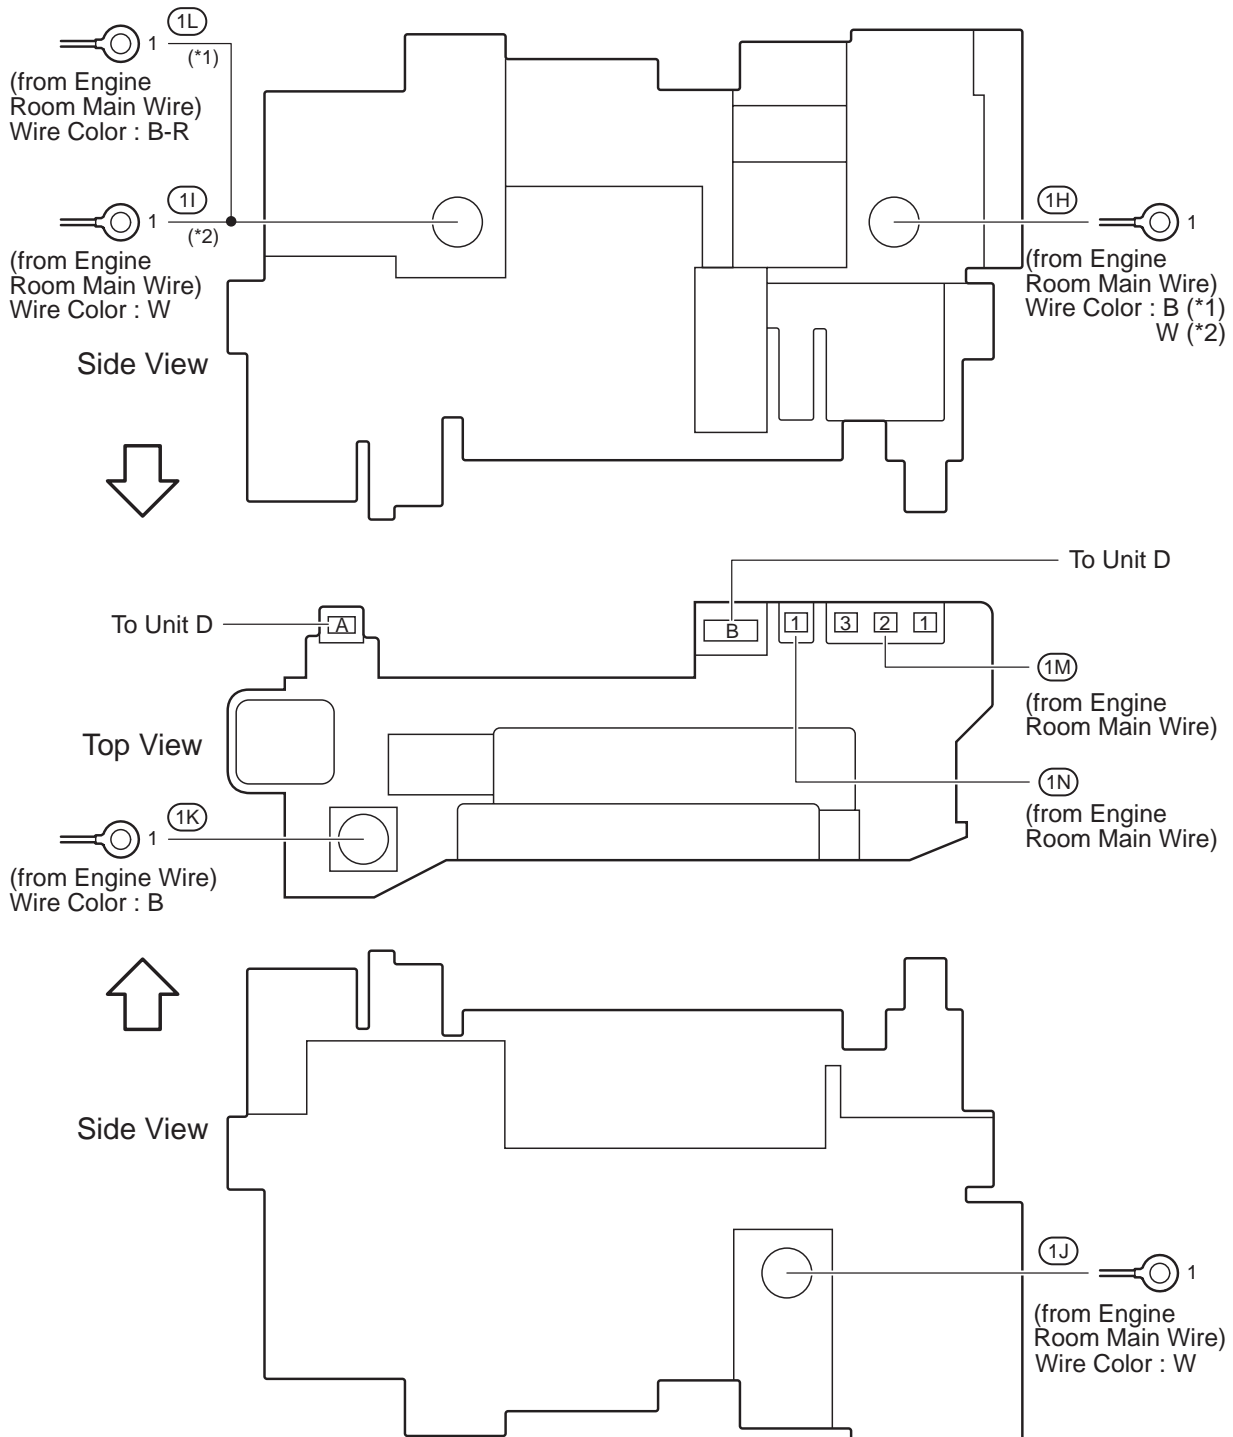 1L
1
(*1)
(from Engine
Room Main Wire)
Wire Color : B-R
1I
1
(*2)
(from Engine
Room Main Wire)
Wire Color : W
1H
1
(from Engine
Room Main Wire)
Wire Color : B (*1)
W (*2)
Side View
To Unit D
To Unit D
A
B
1
3
2
1
1M
(from Engine
Room Main Wire)
Top View
1N
(from Engine
Room Main Wire)
1K
1
(from Engine Wire)
Wire Color : B
Side View
1J
1
(from Engine
Room Main Wire)
Wire Color : W